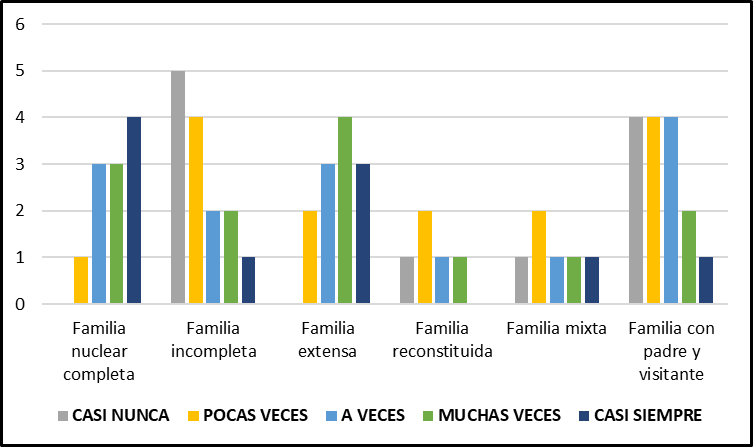 6
5
4
3
2
1
0
Familia
nuclear
completa
Familia
incompleta
Familia
extensa
Familia
reconstituida
Familia mixta
Familia con
padre y
visitante
CASI NUNCA POCAS VECES A VECES MUCHAS VECES CASI SIEMPRE